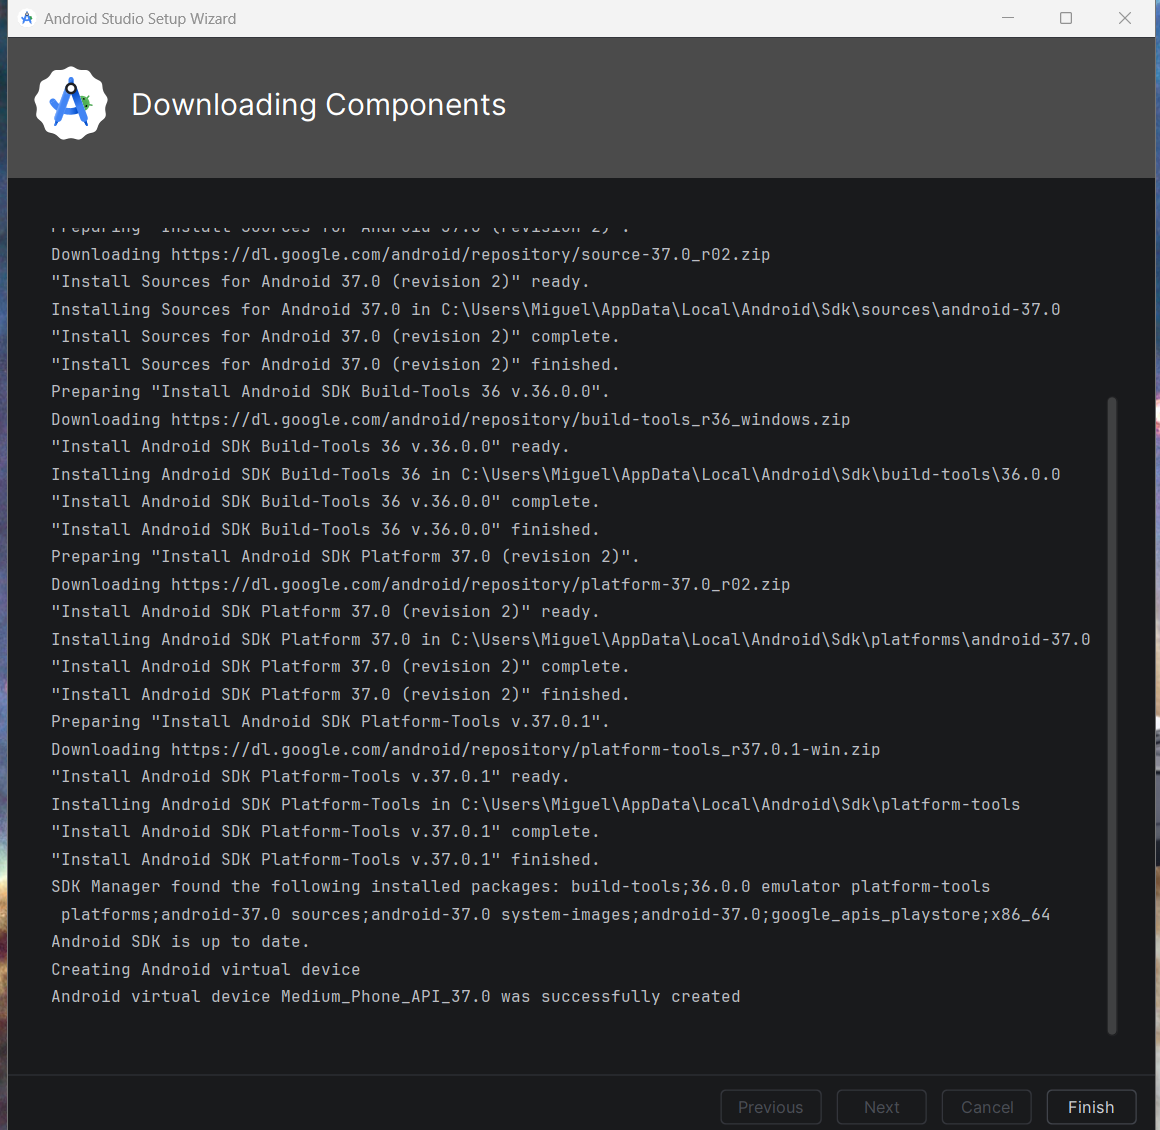 Android Studio Setup Wizard
Downloading Components
Preparing "Install Sources for Android 37.0 (revision 2)".
Downloading https://dl.google.com/android/repository/source-37.0_r02.zip
"Install Sources for Android 37.0 (revision 2)" ready.
Installing Sources for Android 37.0 in C:\Users\Miguel\AppData\Local\Android\Sdk\sources\android-37.0
"Install Sources for Android 37.0 (revision 2)" complete.
"Install Sources for Android 37.0 (revision 2)" finished.
Preparing "Install Android SDK Build-Tools 36 v.36.0.0".
Downloading https://dl.google.com/android/repository/build-tools_r36_windows.zip
"Install Android SDK Build-Tools 36 v.36.0.0" ready.
Installing Android SDK Build-Tools 36 in C:\Users\Miguel\AppData\Local\Android\Sdk\build-tools\36.0.0
"Install Android SDK Build-Tools 36 v.36.0.0" complete.
"Install Android SDK Build-Tools 36 v.36.0.0" finished.
Preparing "Install Android SDK Platform 37.0 (revision 2)".
Downloading https://dl.google.com/android/repository/platform-37.0_r02.zip
"Install Android SDK Platform 37.0 (revision 2)" ready.
Installing Android SDK Platform 37.0 in C:\Users\Miguel\AppData\Local\Android\Sdk\platforms\android-37.0
"Install Android SDK Platform 37.0 (revision 2)" complete.
"Install Android SDK Platform 37.0 (revision 2)" finished.
Preparing "Install Android SDK Platform-Tools v.37.0.1".
Downloading https://dl.google.com/android/repository/platform-tools_r37.0.1-win.zip
"Install Android SDK Platform-Tools v.37.0.1" ready.
Installing Android SDK Platform-Tools in C:\Users\Miguel\AppData\Local\Android\Sdk\platform-tools
"Install Android SDK Platform-Tools v.37.0.1" complete.
"Install Android SDK Platform-Tools v.37.0.1" finished.
SDK Manager found the following installed packages: build-tools;36.0.0 emulator platform-tools
platforms;android-37.0 sources;android-37.0 system-images;android-37.0;google_apis_playstore;x86_64
Android SDK is up to date.
Creating Android virtual device
Android virtual device Medium_Phone_API_37.0 was successfully created
Previous
Next
Cancel
Finish